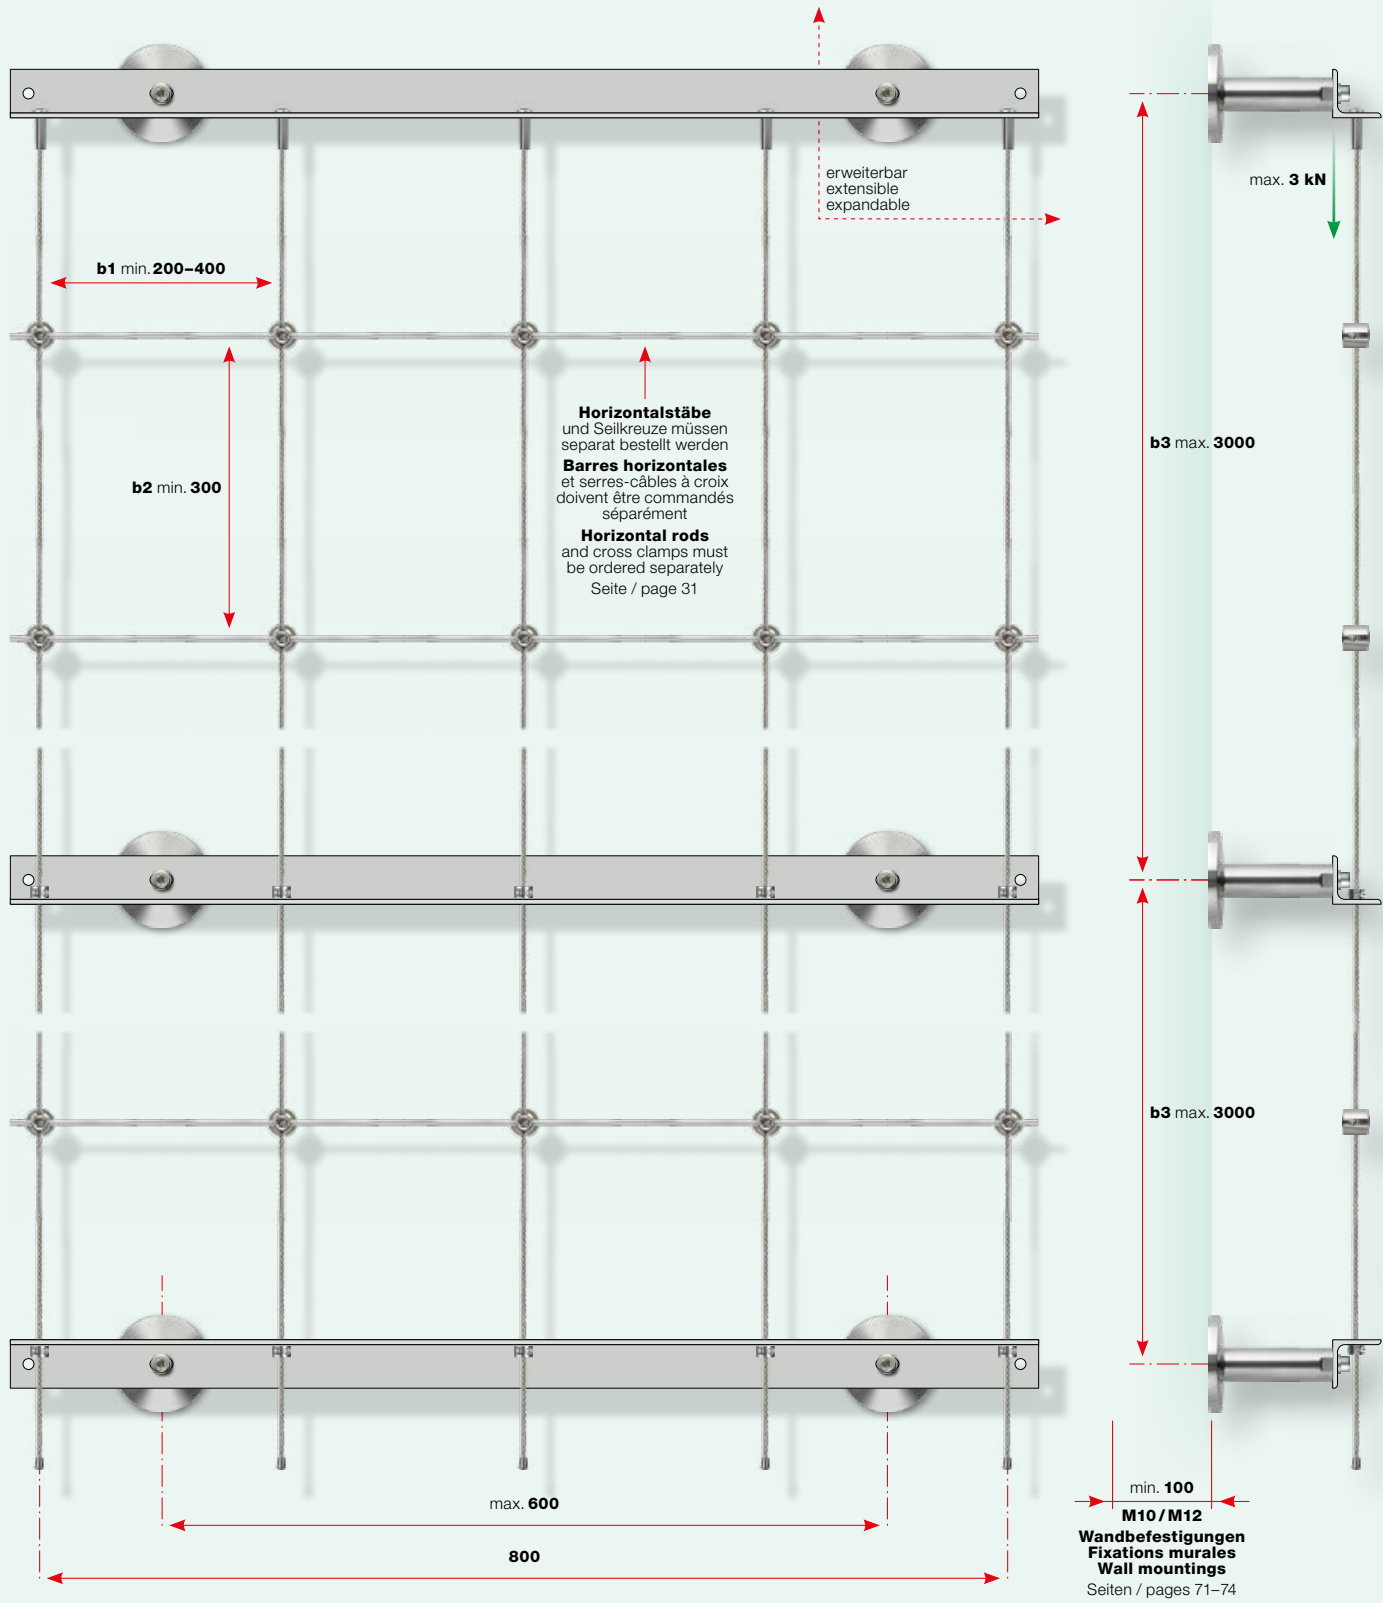 erweiterbar
extensible
expandable
max. 3 kN
b1 min. 200–400
Horizontalstäbe
und Seilkreuze müssen
separat bestellt werden
Barres horizontales
et serres-câbles à croix
doivent être commandés
séparément
Horizontal rods
and cross clamps must
be ordered separately
Seite / page 31
b2 min. 300
b3 max. 3000
b3 max. 3000
max. 600
800
min. 100
M10 / M12
Wandbefestigungen
Fixations murales
Wall mountings
Seiten / pages 71–74